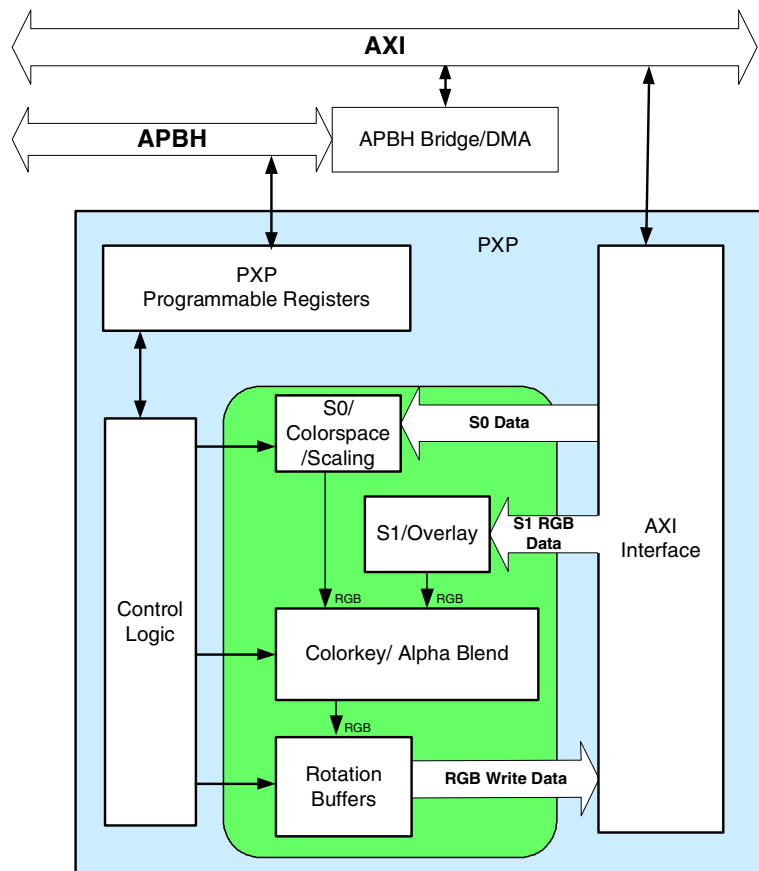 AXI
APBH
APBH Bridge/DMA
PXP
PXP
Programmable Registers
S0/
Colorspace
/Scaling
S0 Data
S1/Overlay
S1 RGB
Data
AXI
Interface
Control
Logic
RGB
RGB
Colorkey/ Alpha Blend
RGB
Rotation
Buffers
RGB Write Data